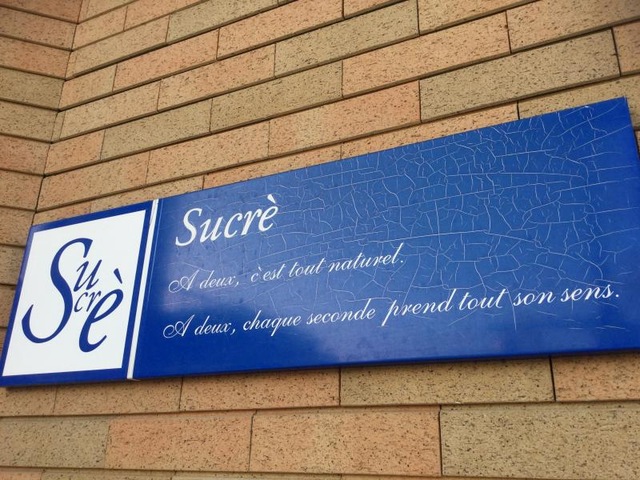 Sucrè
Sucrè
A deux, c'est tout naturel.
A deux, chaque seconde prend tout son sens.